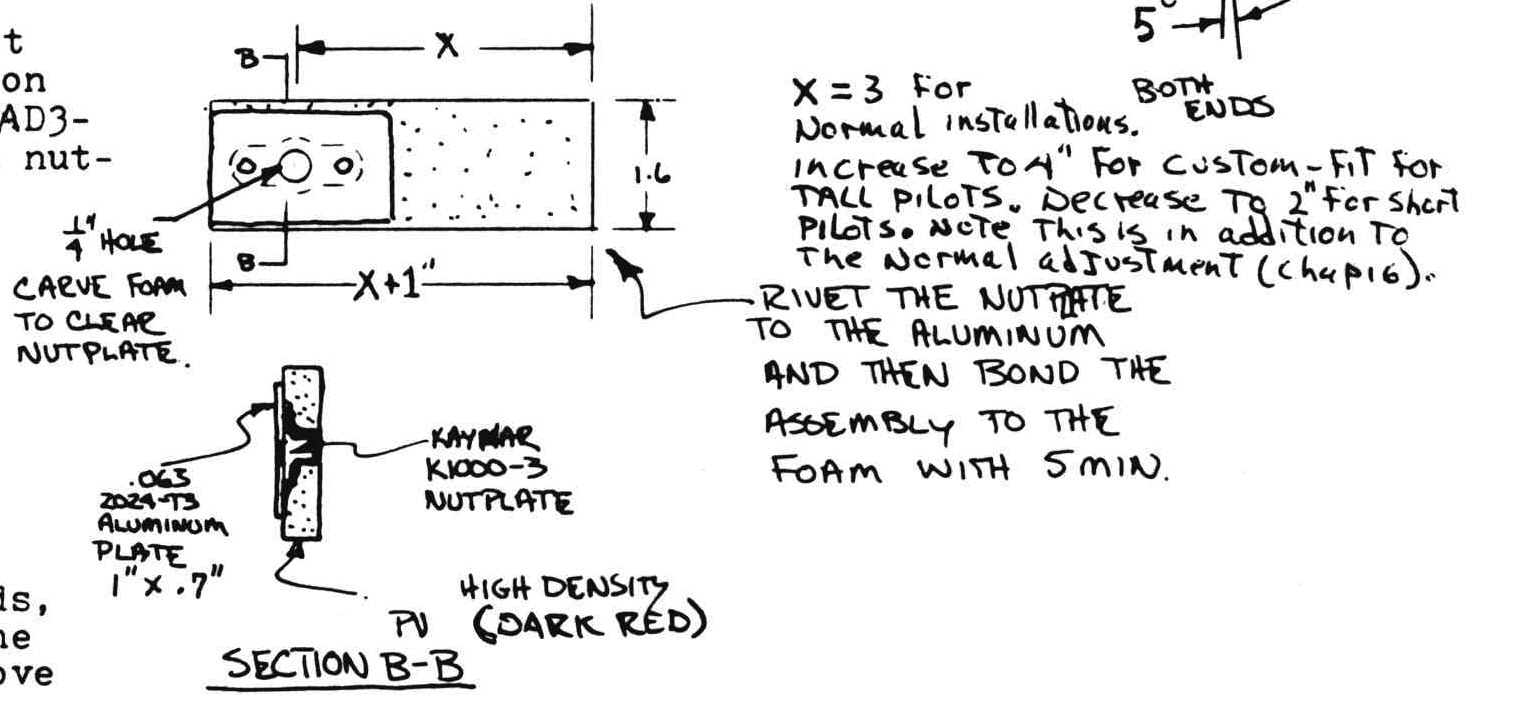 t
on
AD3-
nut-
B
X
5°
BOTH
ENDS
X = 3 For
Normal installations.
increase To 4" For custom-Fit for
TALL PILOTS. Decrease To 2" for short
PILOTS. Note This is in addition To
The Normal adjustment (chap16).
1.6
1/4" HOLE
B
X+1"
CARVE FOAM
TO CLEAR
NUTPLATE.
RIVET THE NUTPLATE
TO THE ALUMINUM
AND THEN BOND THE
ASSEMBLY TO THE
FOAM WITH 5 MIN.
.063
2024-T3
ALUMINUM
PLATE
1" X .7"
KAYNAR
K1000-3
NUTPLATE
HIGH DENSITY
PV (DARK RED)
SECTION B-B
is,
he
ove